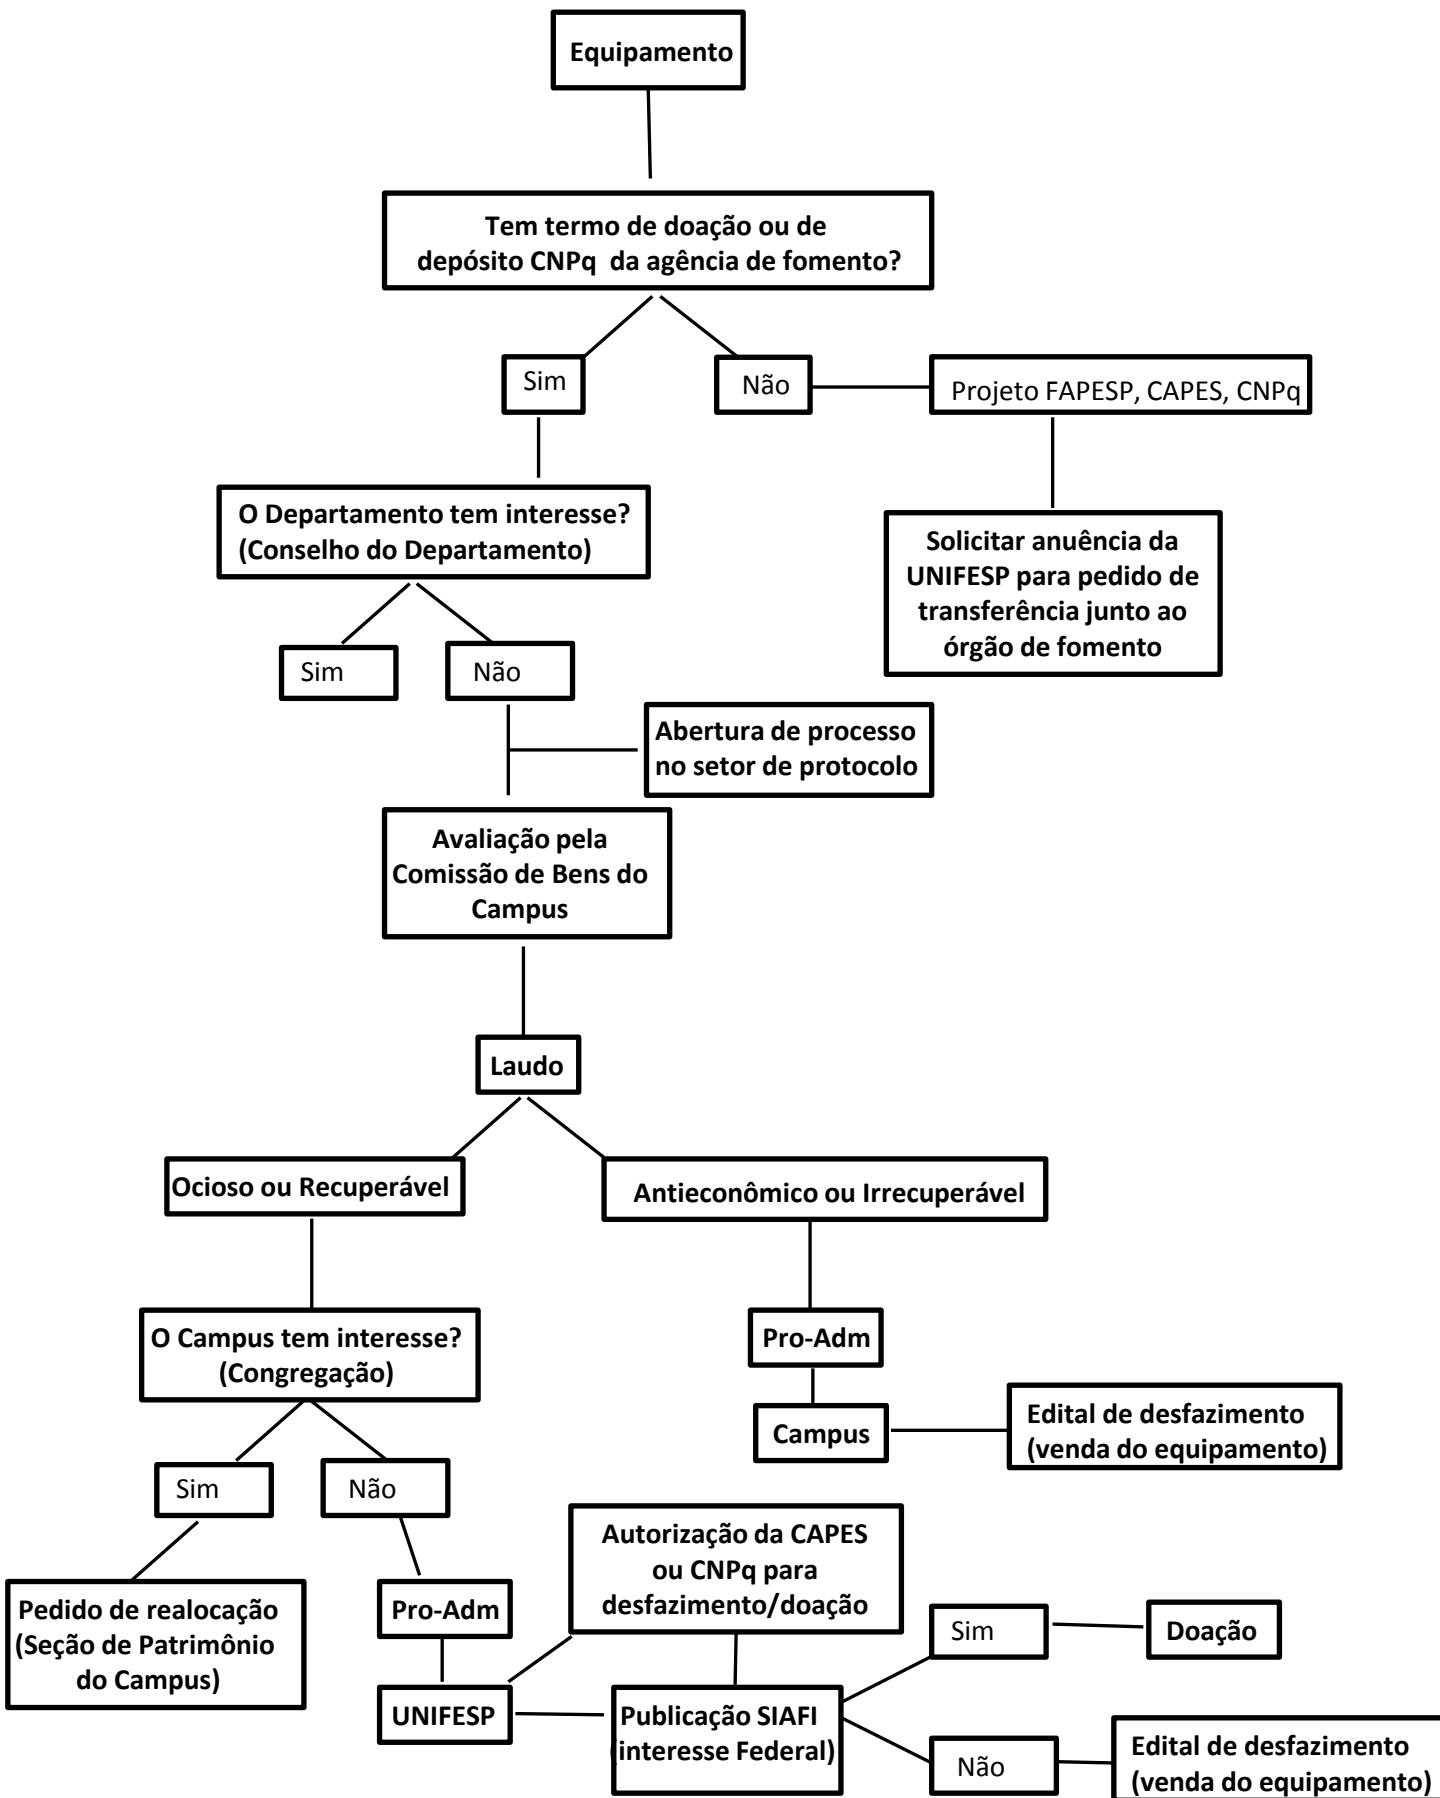 Equipamento
Tem termo de doação ou de
depósito CNPq da agência de fomento?
Sim
Não
Projeto FAPESP, CAPES, CNPq
O Departamento tem interesse?
(Conselho do Departamento)
Solicitar anuência da
UNIFESP para pedido de
transferência junto ao
órgão de fomento
Sim
Não
Abertura de processo
no setor de protocolo
Avaliação pela
Comissão de Bens do
Campus
Laudo
Ocioso ou Recuperável
Antieconômico ou Irrecuperável
O Campus tem interesse?
(Congregação)
Pro-Adm
Campus
Edital de desfazimento
(venda do equipamento)
Sim
Não
Autorização da CAPES
ou CNPq para
desfazimento/doação
Pedido de realocação
(Seção de Patrimônio
do Campus)
Pro-Adm
Sim
Doação
UNIFESP
Publicação SIAFI
(interesse Federal)
Não
Edital de desfazimento
(venda do equipamento)